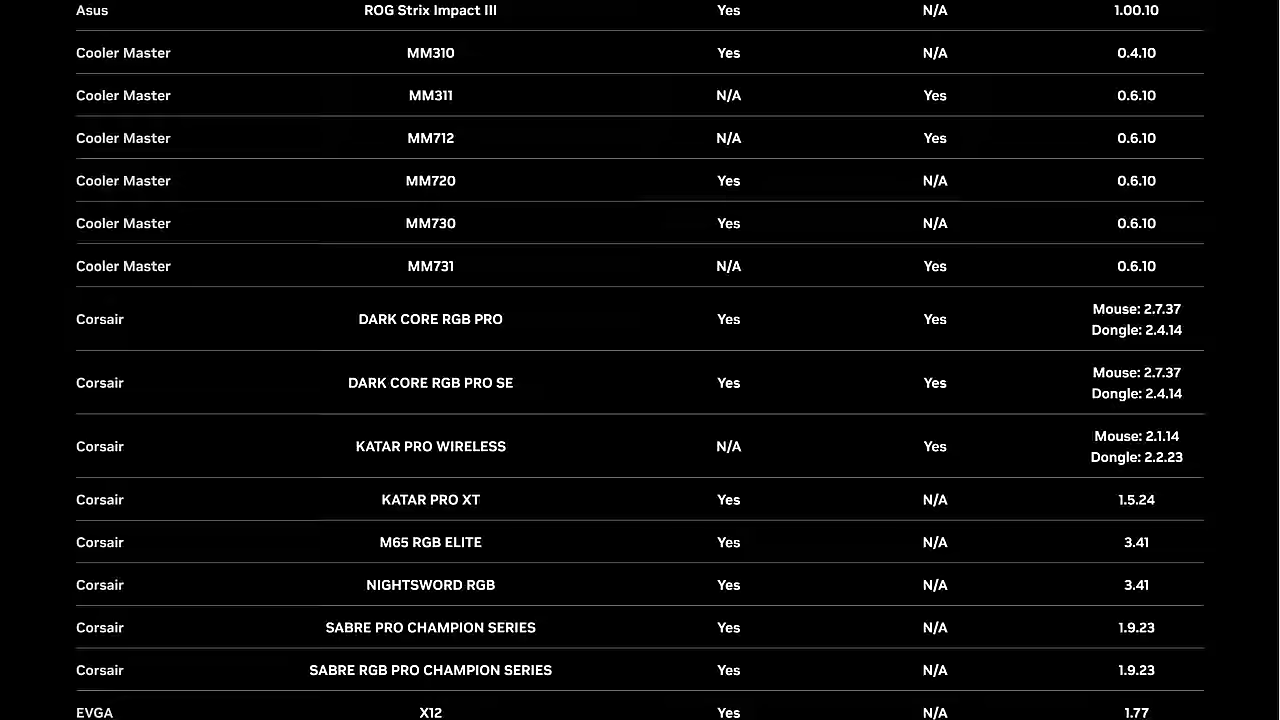 Asus ROG Strix Impact III Yes N/A 1.00.10
Cooler Master MM310 Yes N/A 0.4.10
Cooler Master MM311 N/A Yes 0.6.10
Cooler Master MM712 N/A Yes 0.6.10
Cooler Master MM720 Yes N/A 0.6.10
Cooler Master MM730 Yes N/A 0.6.10
Cooler Master MM731 N/A Yes 0.6.10
Corsair DARK CORE RGB PRO Yes Yes Mouse: 2.7.37
Dongle: 2.4.14
Corsair DARK CORE RGB PRO SE Yes Yes Mouse: 2.7.37
Dongle: 2.4.14
Corsair KATAR PRO WIRELESS N/A Yes Mouse: 2.1.14
Dongle: 2.2.23
Corsair KATAR PRO XT Yes N/A 1.5.24
Corsair M65 RGB ELITE Yes N/A 3.41
Corsair NIGHTSWORD RGB Yes N/A 3.41
Corsair SABRE PRO CHAMPION SERIES Yes N/A 1.9.23
Corsair SABRE RGB PRO CHAMPION SERIES Yes N/A 1.9.23
EVGA X12 Yes N/A 1.77